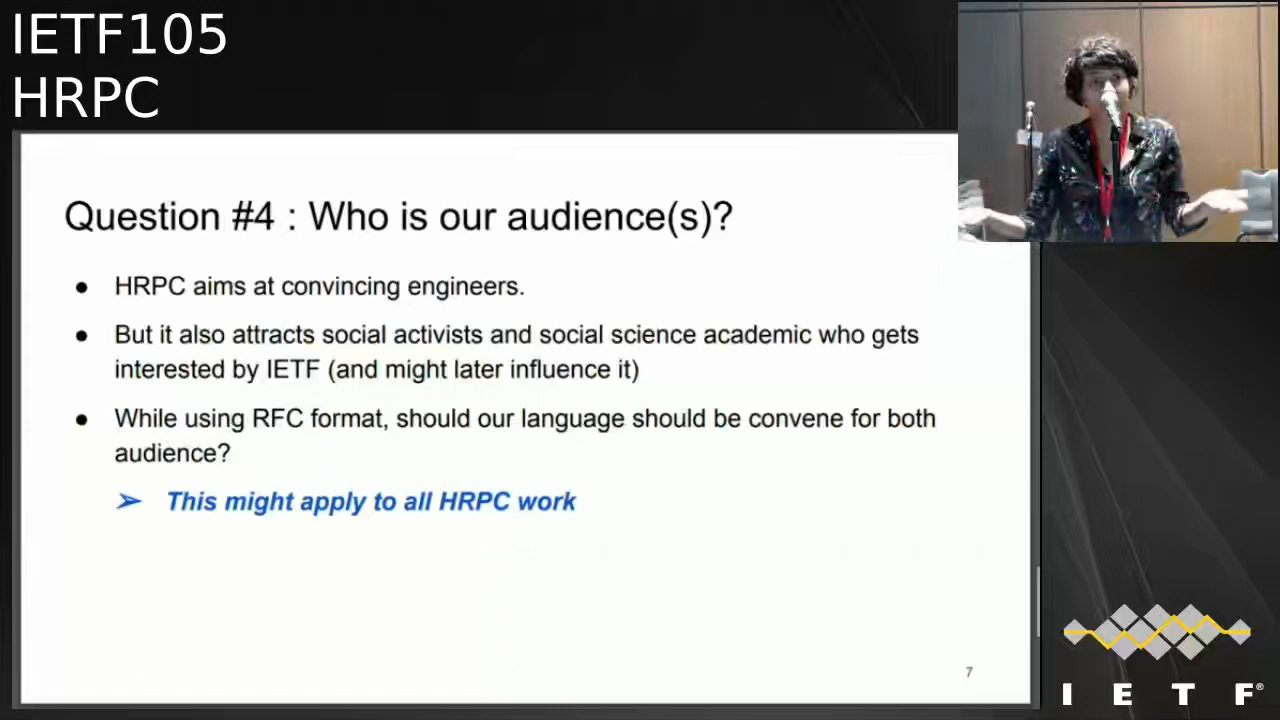 IETF105
HRPC
Question #4 : Who is our audience(s)?
● HRPC aims at convincing engineers.
● But it also attracts social activists and social science academic who gets
interested by IETF (and might later influence it)
● While using RFC format, should our language should be convene for both
audience?
➢ This might apply to all HRPC work
7
I E T F®